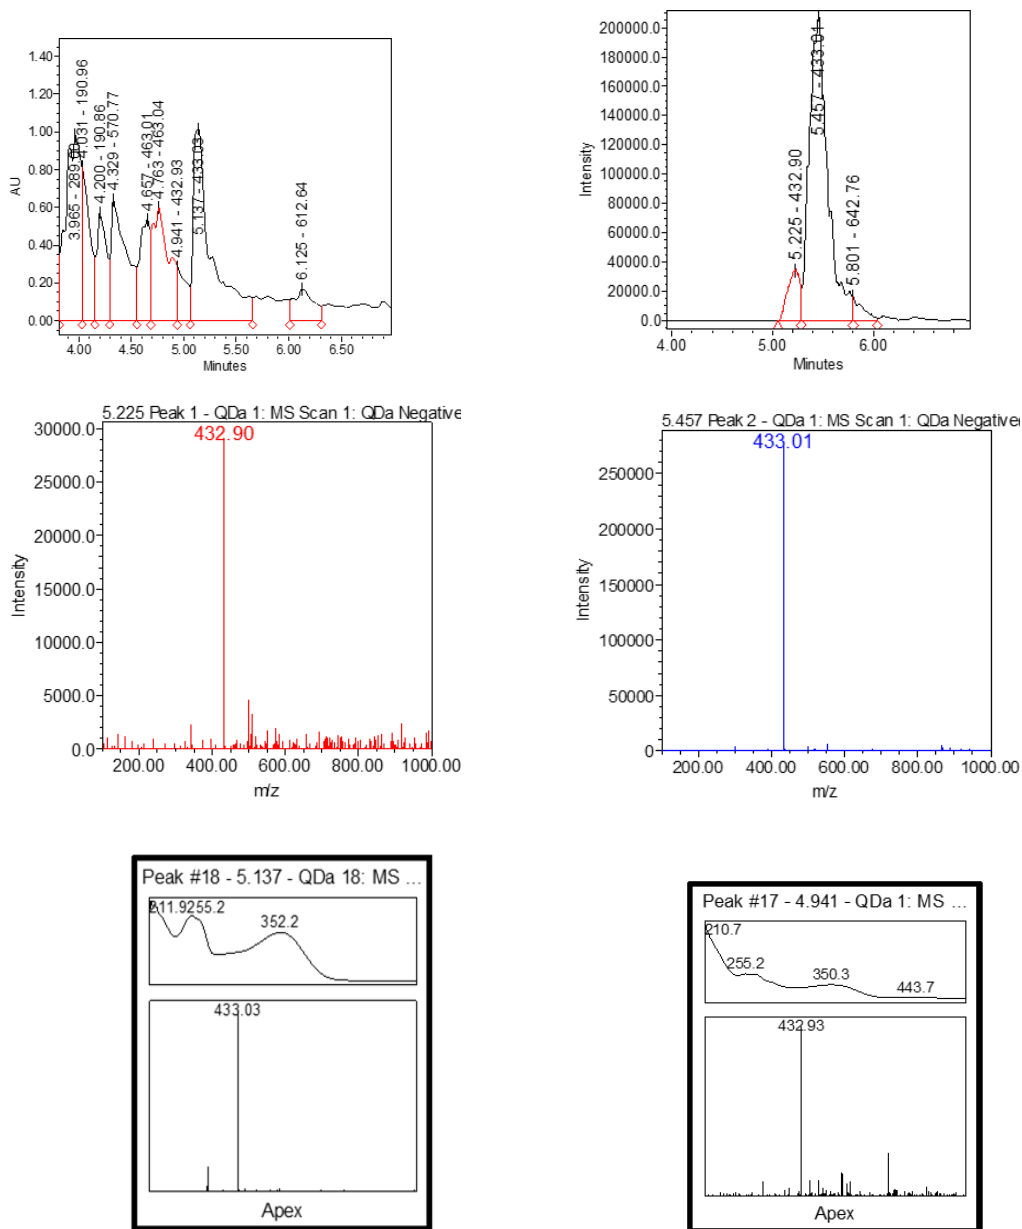 1.40
1.20
1.00
0.80
0.60
0.40
0.20
0.00
AU
4.031 - 190.96
4.200 - 190.86
4.329 - 570.77
4.657 - 463.01
4.763 - 463.04
4.941 - 432.93
5.137 - 433.03
6.125 - 612.64
4.00 4.50 5.00 5.50 6.00 6.50
Minutes
200000.0
180000.0
160000.0
140000.0
120000.0
100000.0
80000.0
60000.0
40000.0
20000.0
0.0
Intensity
5.225 - 432.90
5.457 - 433.01
5.801 - 642.76
4.00 5.00 6.00
Minutes
5.225 Peak 1 - QDa 1: MS Scan 1: QDa Negative
432.90
30000.0
25000.0
20000.0
15000.0
10000.0
5000.0
0.0
Intensity
200.00 400.00 600.00 800.00 1000.00
m/z
5.457 Peak 2 - QDa 1: MS Scan 1: QDa Negative
433.01
250000
200000
150000
100000
50000
0
Intensity
200.00 400.00 600.00 800.00 1000.00
m/z
Peak #18 - 5.137 - QDa 18: MS ...
211.9255.2
352.2
433.03
Apex
Peak #17 - 4.941 - QDa 1: MS ...
210.7
255.2
350.3
443.7
432.93
Apex